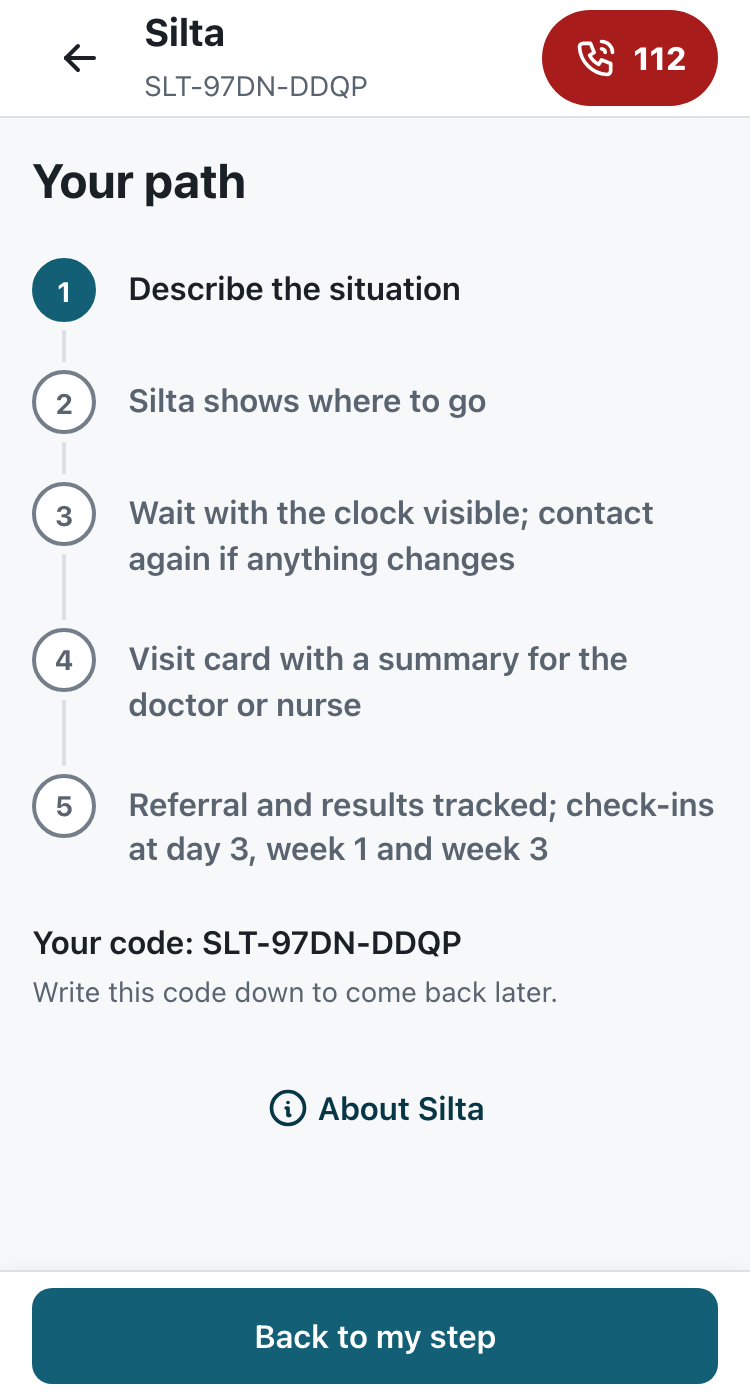 Silta
SLT-97DN-DDQP
112
Your path
1
Describe the situation
2
Silta shows where to go
3
Wait with the clock visible; contact
again if anything changes
4
Visit card with a summary for the
doctor or nurse
5
Referral and results tracked; check-ins
at day 3, week 1 and week 3
Your code: SLT-97DN-DDQP
Write this code down to come back later.
About Silta
Back to my step